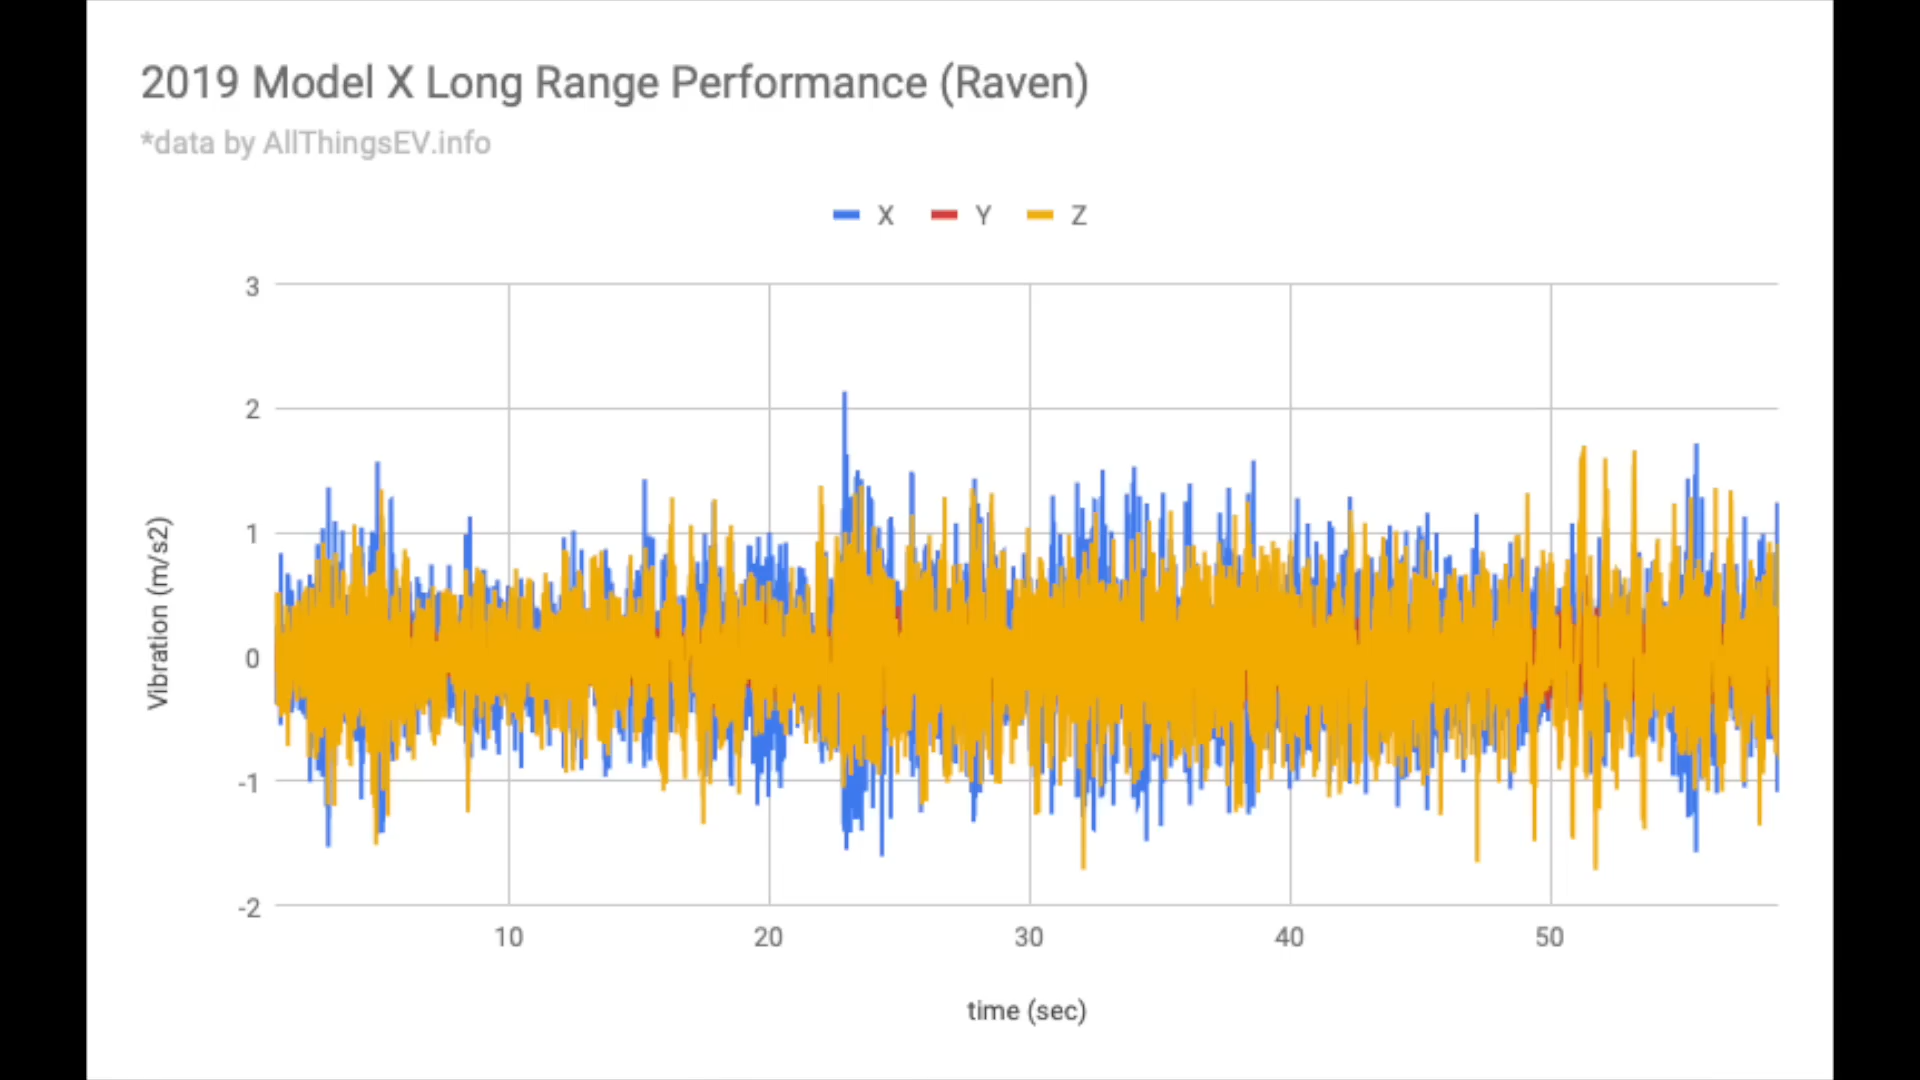 2019 Model X Long Range Performance (Raven)
*data by AllThingsEV.info
X Y Z
3
2
1
0
-1
-2
Vibration (m/s2)
10 20 30 40 50
time (sec)